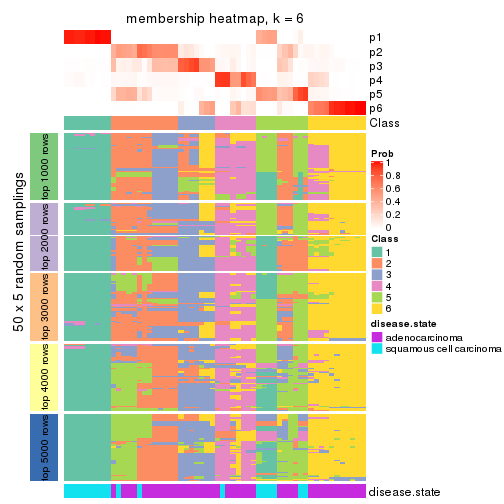 membership heatmap, k = 6
p1
p2
p3
p4
p5
p6
Class
50 x 5 random samplings
top 1000 rows
top 2000 rows
top 3000 rows
top 4000 rows
top 5000 rows
disease.state
Prob
1
0.8
0.6
0.4
0.2
0
Class
1
2
3
4
5
6
disease.state
adenocarcinoma
squamous cell carcinoma